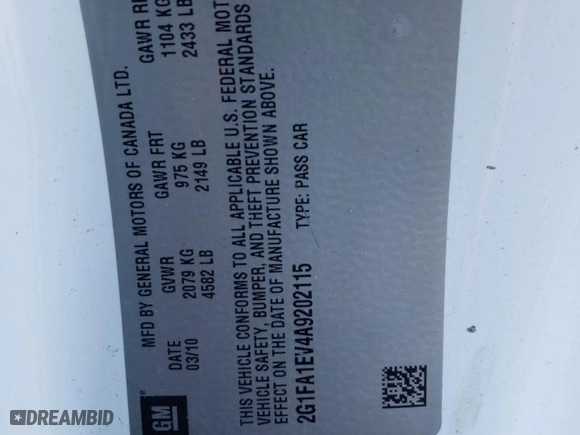 GM
MFD BY GENERAL MOTORS OF CANADA LTD.
DATE GVWR GAWR FRT GAWR
03/10 2079 KG 975 KG 1104 KG
4582 LB 2149 LB 2433 LB
THIS VEHICLE CONFORMS TO ALL APPLICABLE U.S. FEDERAL
VEHICLE SAFETY, BUMPER, AND THEFT PREVENTION STANDARDS
EFFECT ON THE DATE OF MANUFACTURE SHOWN ABOVE.
2G1FA1EV4A9202115 TYPE: PASS CAR
DREAMBID